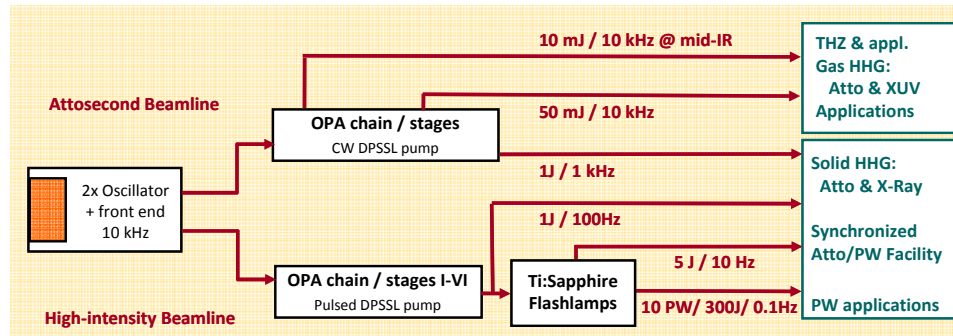 10 mJ / 10 kHz @ mid-IR
THZ & appl.
Gas HHG:
Atto & XUV
Applications
Attosecond Beamline
50 mJ / 10 kHz
OPA chain / stages
CW DPSSL pump
1J / 1 kHz
Solid HHG:
Atto & X-Ray
2x Oscillator
+ front end
10 kHz
1J / 100Hz
Synchronized
Atto/PW Facility
5 J / 10 Hz
OPA chain / stages I-VI
Pulsed DPSSL pump
Ti:Sapphire
Flashlamps
10 PW/ 300J/ 0.1Hz
PW applications
High-intensity Beamline